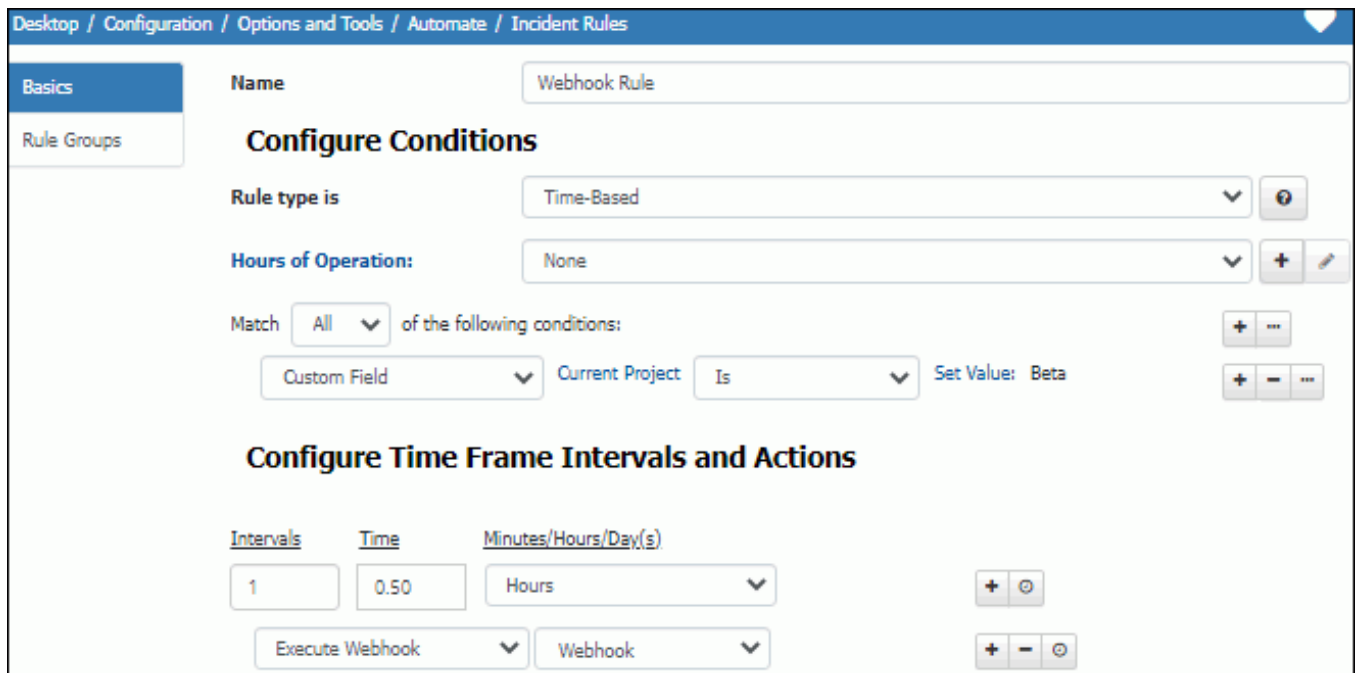 Desktop / Configuration / Options and Tools / Automate / Incident Rules
Basics
Rule Groups
Name Webhook Rule
Configure Conditions
Rule type is Time-Based
Hours of Operation: None
Match All of the following conditions:
Custom Field Current Project Is Set Value: Beta
Configure Time Frame Intervals and Actions
Intervals Time Minutes/Hours/Day(s)
1 0.50 Hours
Execute Webhook Webhook